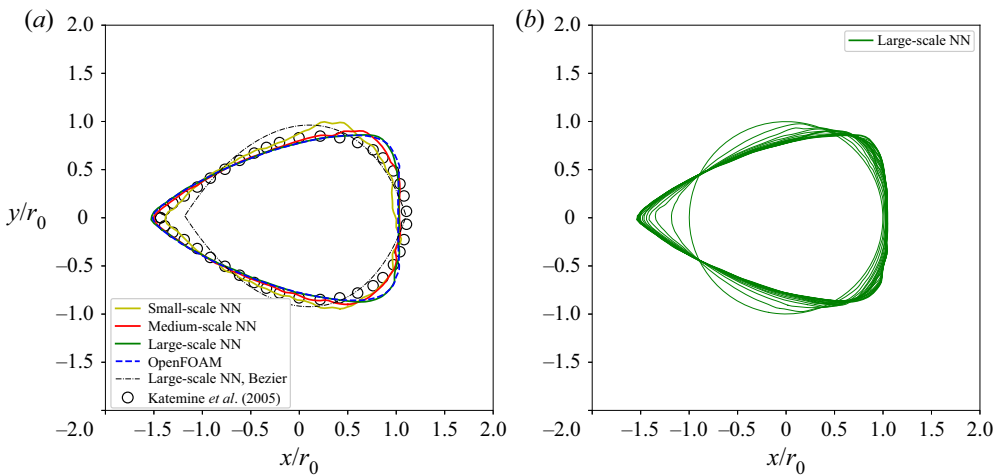 (a)
2.0
1.5
1.0
0.5
y/r0
0
–0.5
–1.0
–1.5
–2.0
Small-scale NN
Medium-scale NN
Large-scale NN
OpenFOAM
Large-scale NN, Bezier
Katemine et al. (2005)
–1.5 –1.0 –0.5 0 0.5 1.0 1.5 2.0
x/r0
(b)
2.0
1.5
1.0
0.5
0
–0.5
–1.0
–1.5
–2.0
Large-scale NN
–1.5 –1.0 –0.5 0 0.5 1.0 1.5 2.0
x/r0